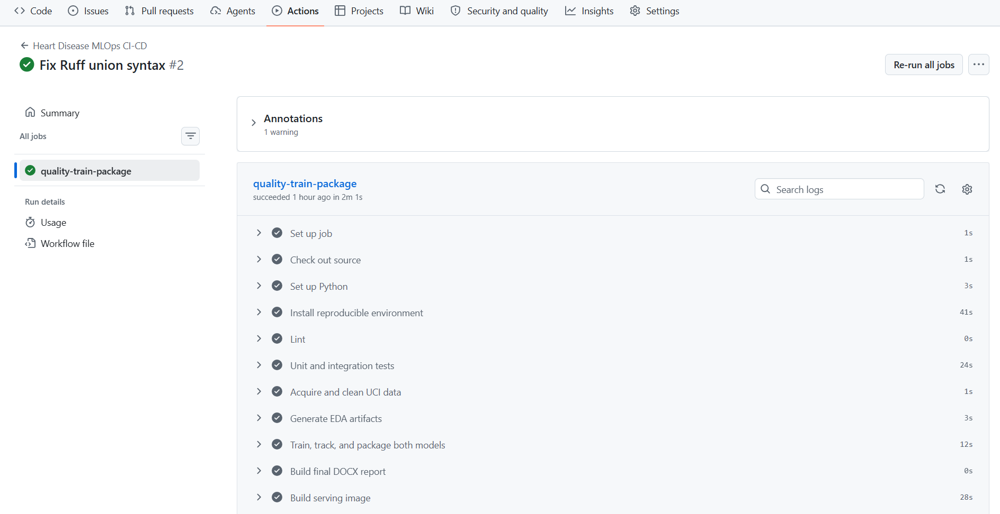 Code Issues Pull requests Agents Actions Projects Wiki Security and quality Insights Settings
Heart Disease MLOps CI-CD
Fix Ruff union syntax #2
Re-run all jobs
Summary
All jobs
quality-train-package
Run details
Usage
Workflow file
Annotations
1 warning
quality-train-package
succeeded 1 hour ago in 2m 1s
Search logs
Set up job 1s
Check out source 1s
Set up Python 3s
Install reproducible environment 41s
Lint 0s
Unit and integration tests 24s
Acquire and clean UCI data 1s
Generate EDA artifacts 3s
Train, track, and package both models 12s
Build final DOCX report 0s
Build serving image 28s